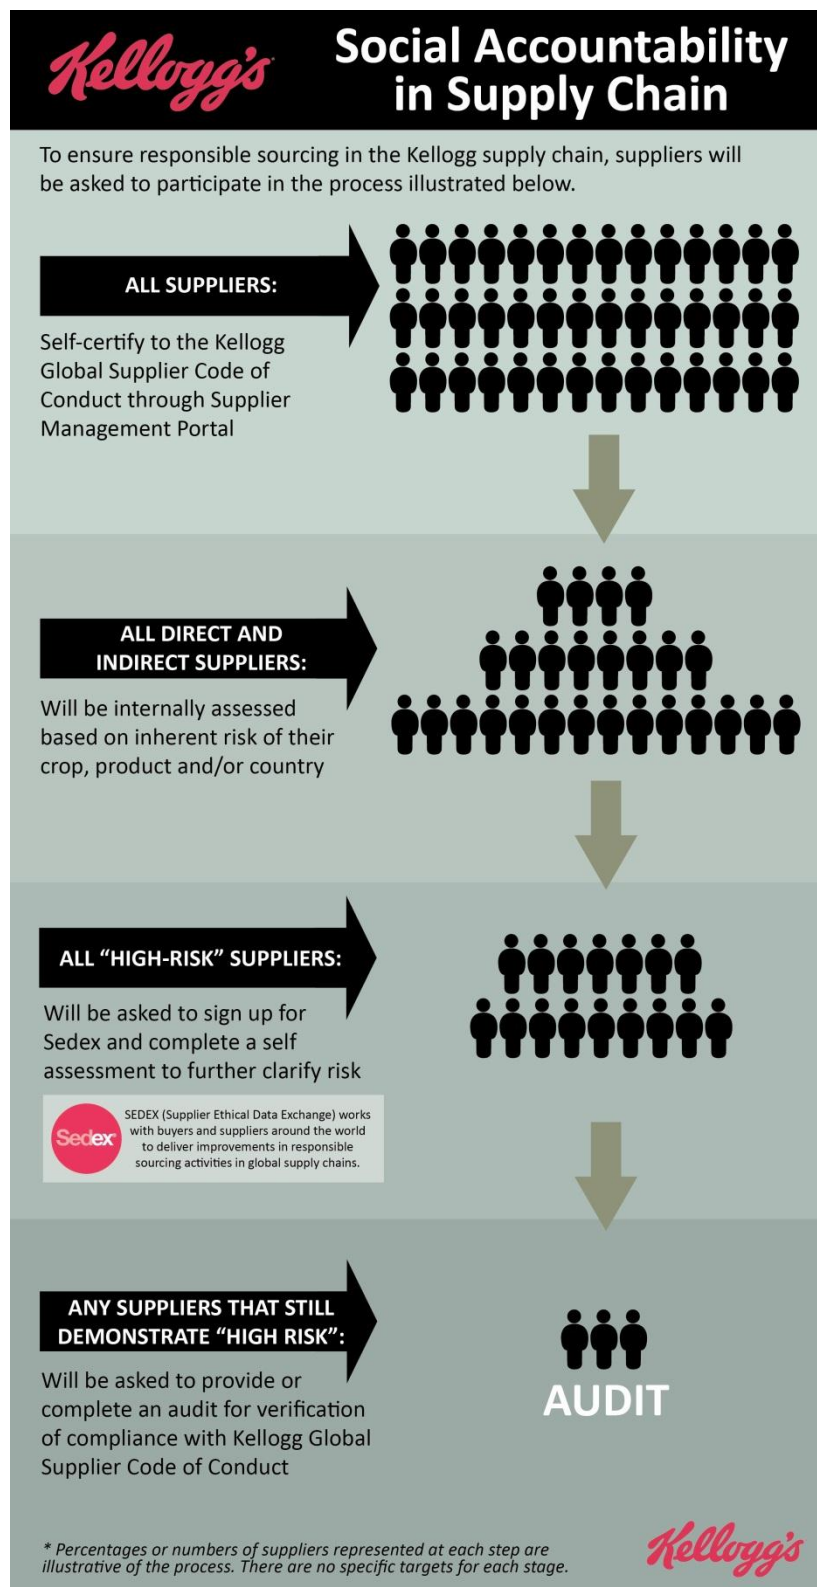 Kellogg's
Social Accountability
in Supply Chain
To ensure responsible sourcing in the Kellogg supply chain, suppliers will
be asked to participate in the process illustrated below.
ALL SUPPLIERS:
Self-certify to the Kellogg
Global Supplier Code of
Conduct through Supplier
Management Portal
ALL DIRECT AND
INDIRECT SUPPLIERS:
Will be internally assessed
based on inherent risk of their
crop, product and/or country
ALL “HIGH-RISK” SUPPLIERS:
Will be asked to sign up for
Sedex and complete a self
assessment to further clarify risk
Sedex
SEDEX (Supplier Ethical Data Exchange) works
with buyers and suppliers around the world
to deliver improvements in responsible
sourcing activities in global supply chains.
ANY SUPPLIERS THAT STILL
DEMONSTRATE “HIGH RISK”:
Will be asked to provide or
complete an audit for verification
of compliance with Kellogg Global
Supplier Code of Conduct
AUDIT
* Percentages or numbers of suppliers represented at each step are
illustrative of the process. There are no specific targets for each stage.
Kellogg's